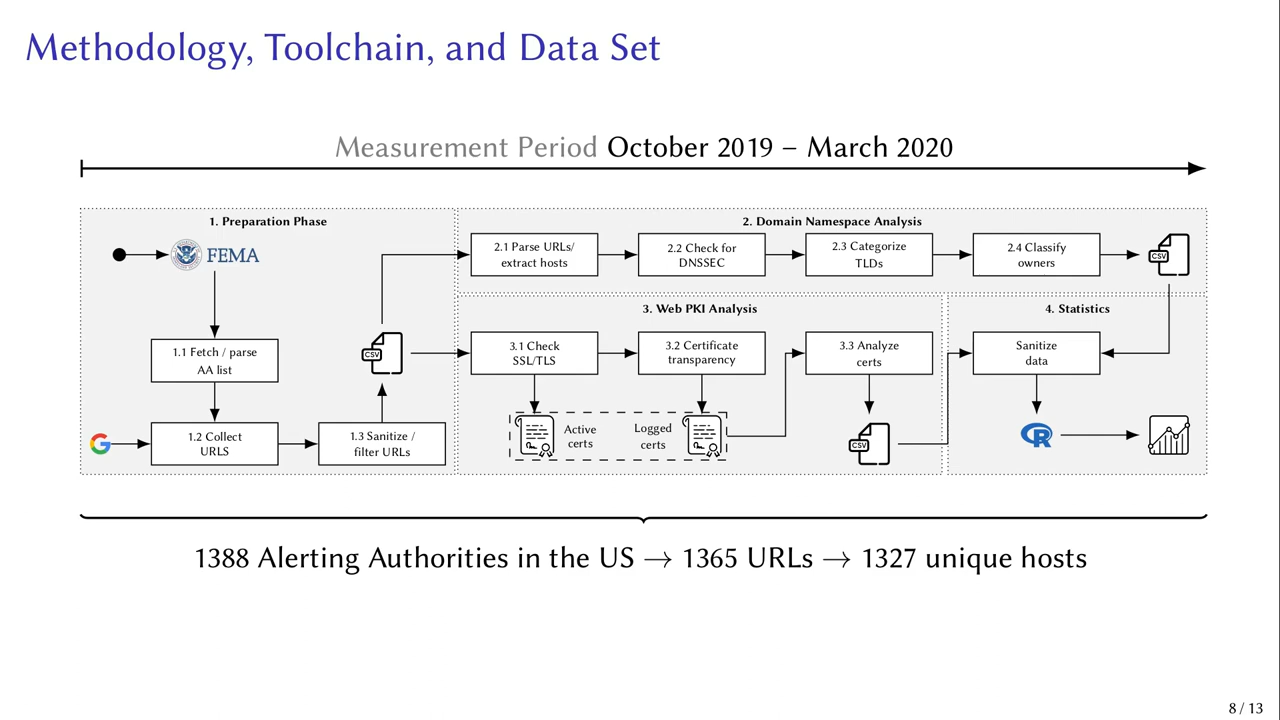 Methodology, Toolchain, and Data Set
Measurement Period October 2019 – March 2020
1. Preparation Phase
FEMA
1.1 Fetch / parse
AA list
G
1.2 Collect
URLS
1.3 Sanitize /
filter URLs
CSV
2. Domain Namespace Analysis
2.1 Parse URLs/
extract hosts
2.2 Check for
DNSSEC
2.3 Categorize
TLDs
2.4 Classify
owners
CSV
3. Web PKI Analysis
3.1 Check
SSL/TLS
3.2 Certificate
transparency
3.3 Analyze
certs
Active
certs
Logged
certs
CSV
4. Statistics
Sanitize
data
R
1388 Alerting Authorities in the US → 1365 URLs → 1327 unique hosts
8 / 13